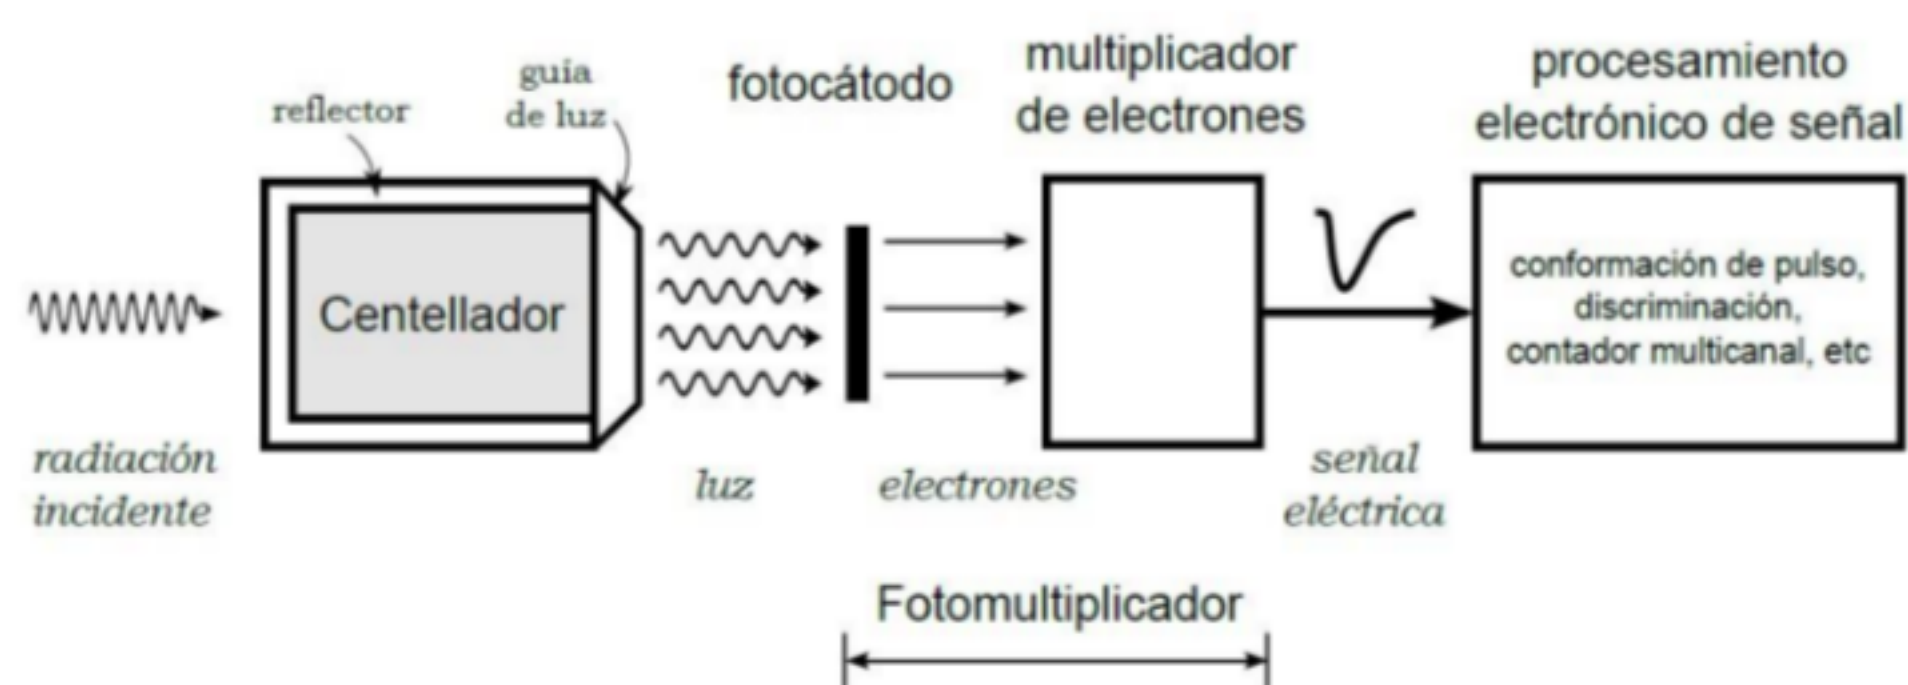 reflector
guía
de luz
fotocátodo
multiplicador
de electrones
procesamiento
electrónico de señal
Centellador
conformación de pulso,
discriminación,
contador multicanal, etc
radiación
incidente
luz
electrones
señal
eléctrica
Fotomultiplicador